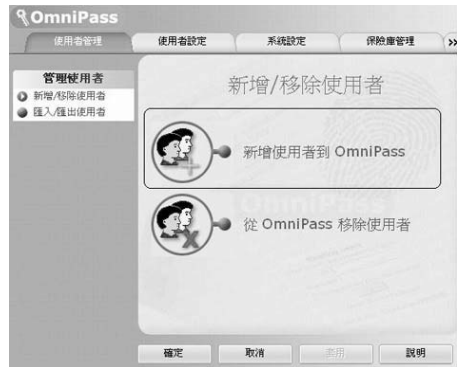 OmniPass
使用者管理 使用者設定 系統設定 保險庫管理 »
管理使用者
新增/移除使用者
匯入/匯出使用者
新增/移除使用者
新增使用者到 OmniPass
OmniPass
從 OmniPass 移除使用者
確定 取消 套用 說明